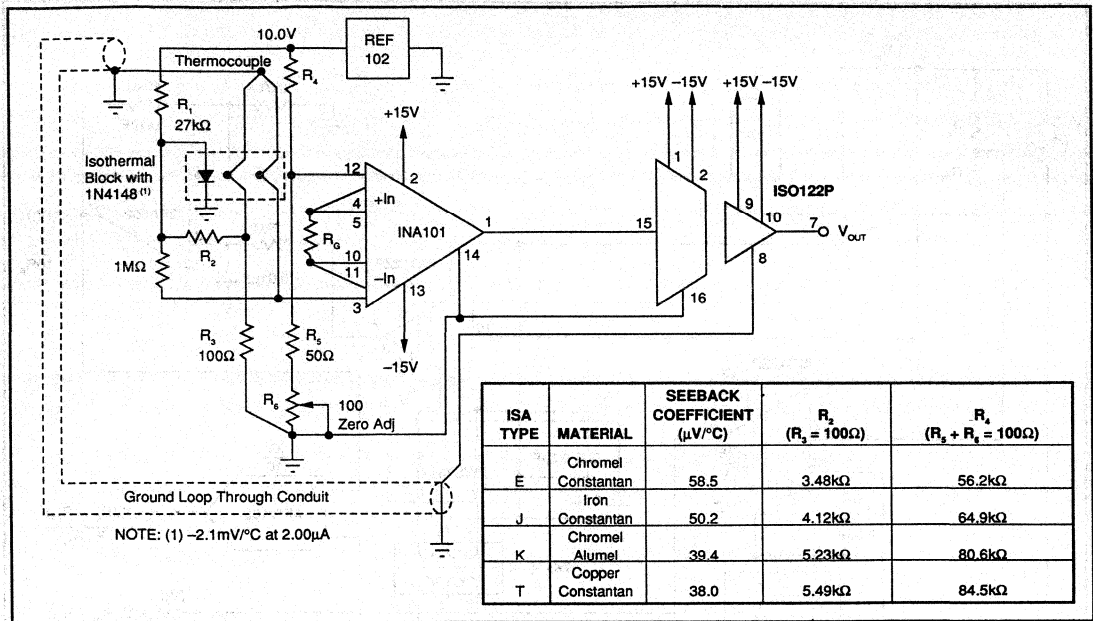 10.0V
REF
102
Thermocouple
R4
+15V
+15V –15V
+15V –15V
R1
27kΩ
Isothermal
Block with
1N4148 (1)
12
2
1
2
ISO122P
4
+In
9
5
10
RG
INA101
1
15
7
VOUT
R2
10
14
8
11
–In
1MΩ
3
13
16
R3
100Ω
R5
50Ω
–15V
R6
100
Zero Adj
Ground Loop Through Conduit
NOTE: (1) –2.1mV/°C at 2.00µA
ISA
TYPE
MATERIAL
SEEBACK
COEFFICIENT
(µV/°C)
R2
(R3 = 100Ω)
R4
(R5 + R6 = 100Ω)
E
Chromel
Constantan
58.5
3.48kΩ
56.2kΩ
J
Iron
Constantan
50.2
4.12kΩ
64.9kΩ
K
Chromel
Alumel
39.4
5.23kΩ
80.6kΩ
T
Copper
Constantan
38.0
5.49kΩ
84.5kΩ